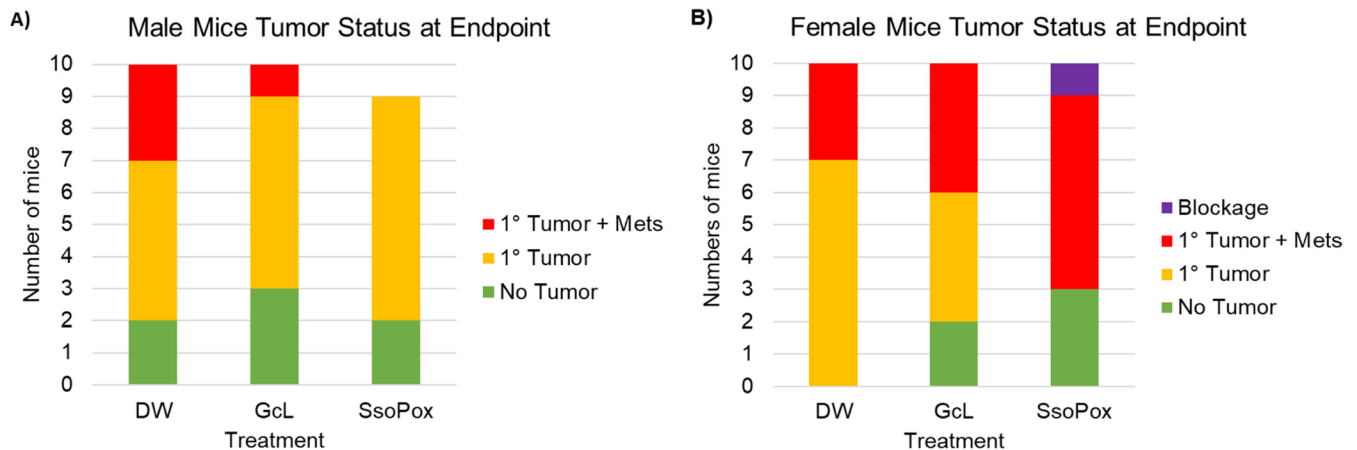 A)
Male Mice Tumor Status at Endpoint
Number of mice
10
9
8
7
6
5
4
3
2
1
0
DW
GcL
SsoPox
Treatment
1° Tumor + Mets
1° Tumor
No Tumor
B)
Female Mice Tumor Status at Endpoint
Numbers of mice
10
9
8
7
6
5
4
3
2
1
0
DW
GcL
SsoPox
Treatment
Blockage
1° Tumor + Mets
1° Tumor
No Tumor